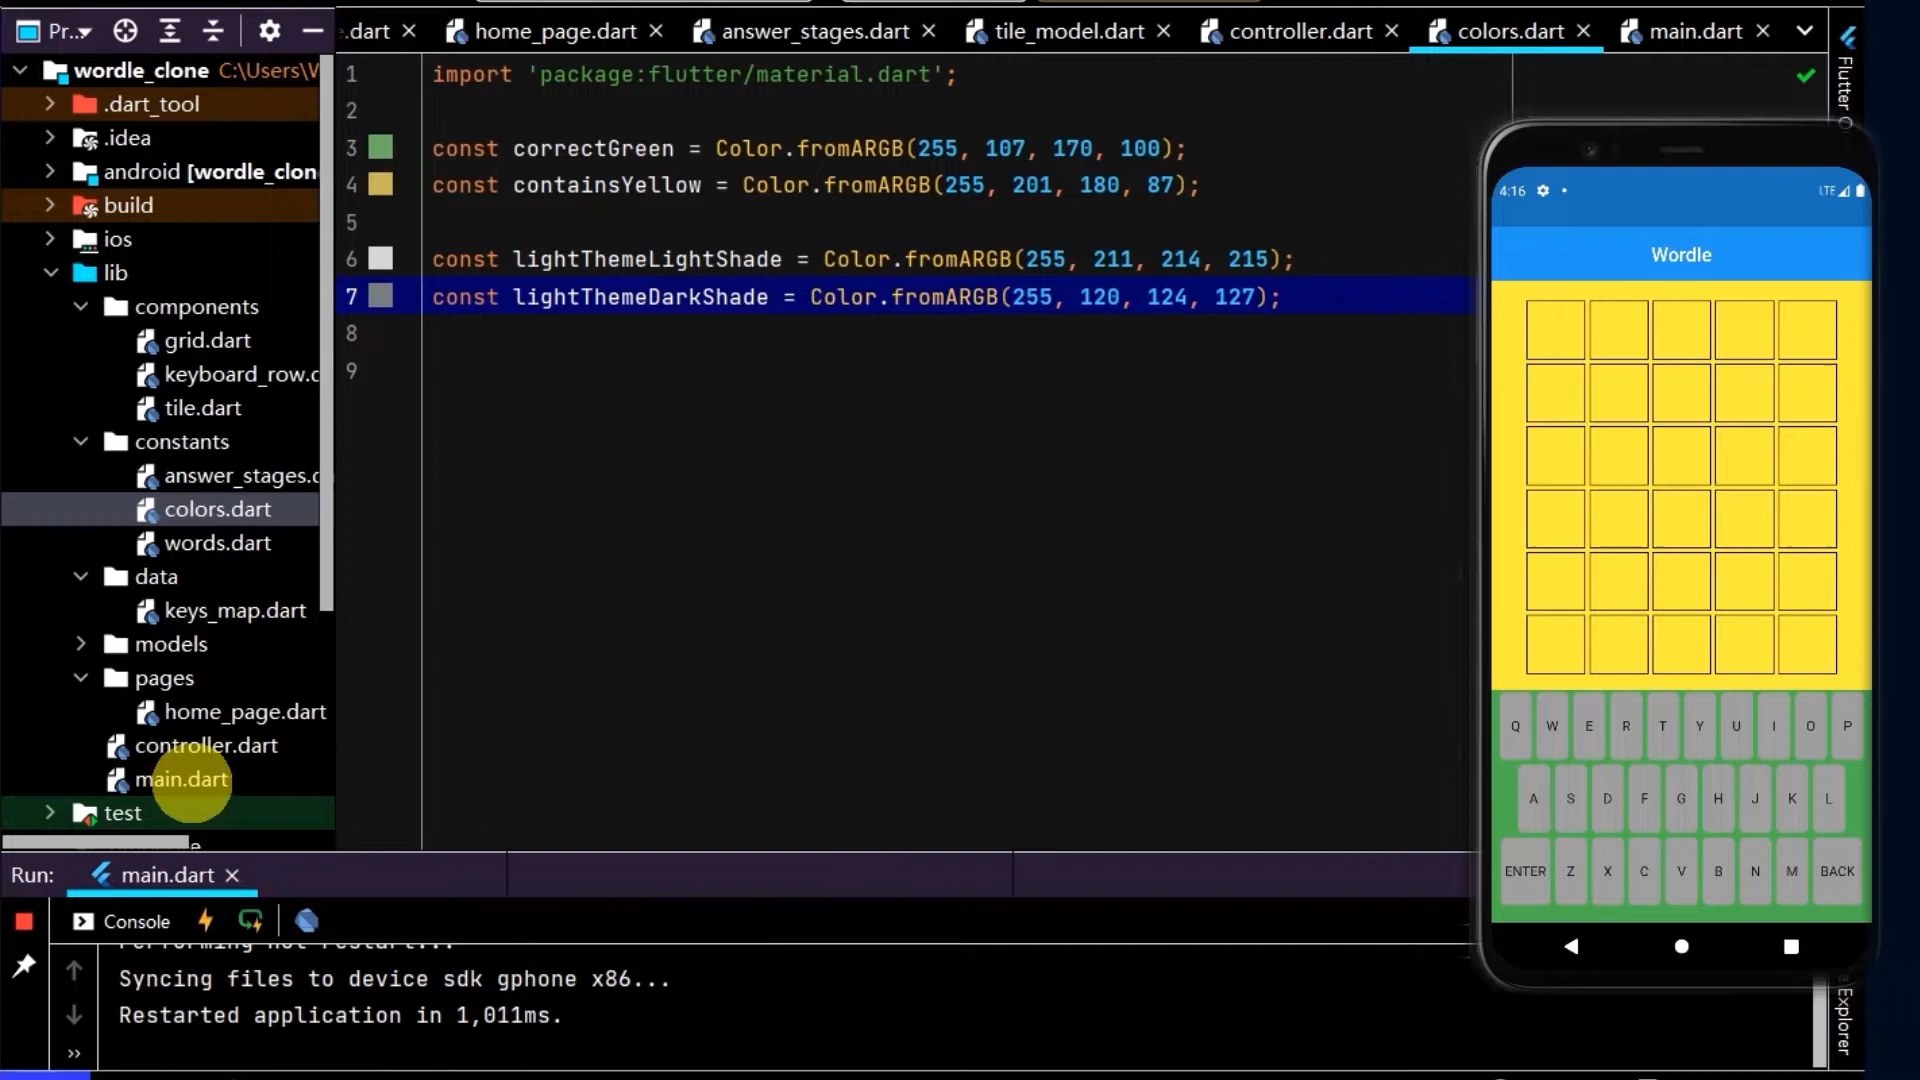 Pr...
.dart
home_page.dart
answer_stages.dart
tile_model.dart
controller.dart
colors.dart
main.dart
wordle_clone C:\Users\
.dart_tool
.idea
android [wordle_clon
build
ios
lib
components
grid.dart
keyboard_row.d
tile.dart
constants
answer_stages.d
colors.dart
words.dart
data
keys_map.dart
models
pages
home_page.dart
controller.dart
main.dart
test
1 import 'package:flutter/material.dart';
2
3 const correctGreen = Color.fromARGB(255, 107, 170, 100);
4 const containsYellow = Color.fromARGB(255, 201, 180, 87);
5
6 const lightThemeLightShade = Color.fromARGB(255, 211, 214, 215);
7 const lightThemeDarkShade = Color.fromARGB(255, 120, 124, 127);
8
9
Flutter O
4:16 LTE
Wordle
Q W E R T Y U I O P
A S D F G H J K L
ENTER Z X C V B N M BACK
Run: main.dart
Console
Performing hot restart...
Syncing files to device sdk gphone x86...
Restarted application in 1,011ms.
Explorer